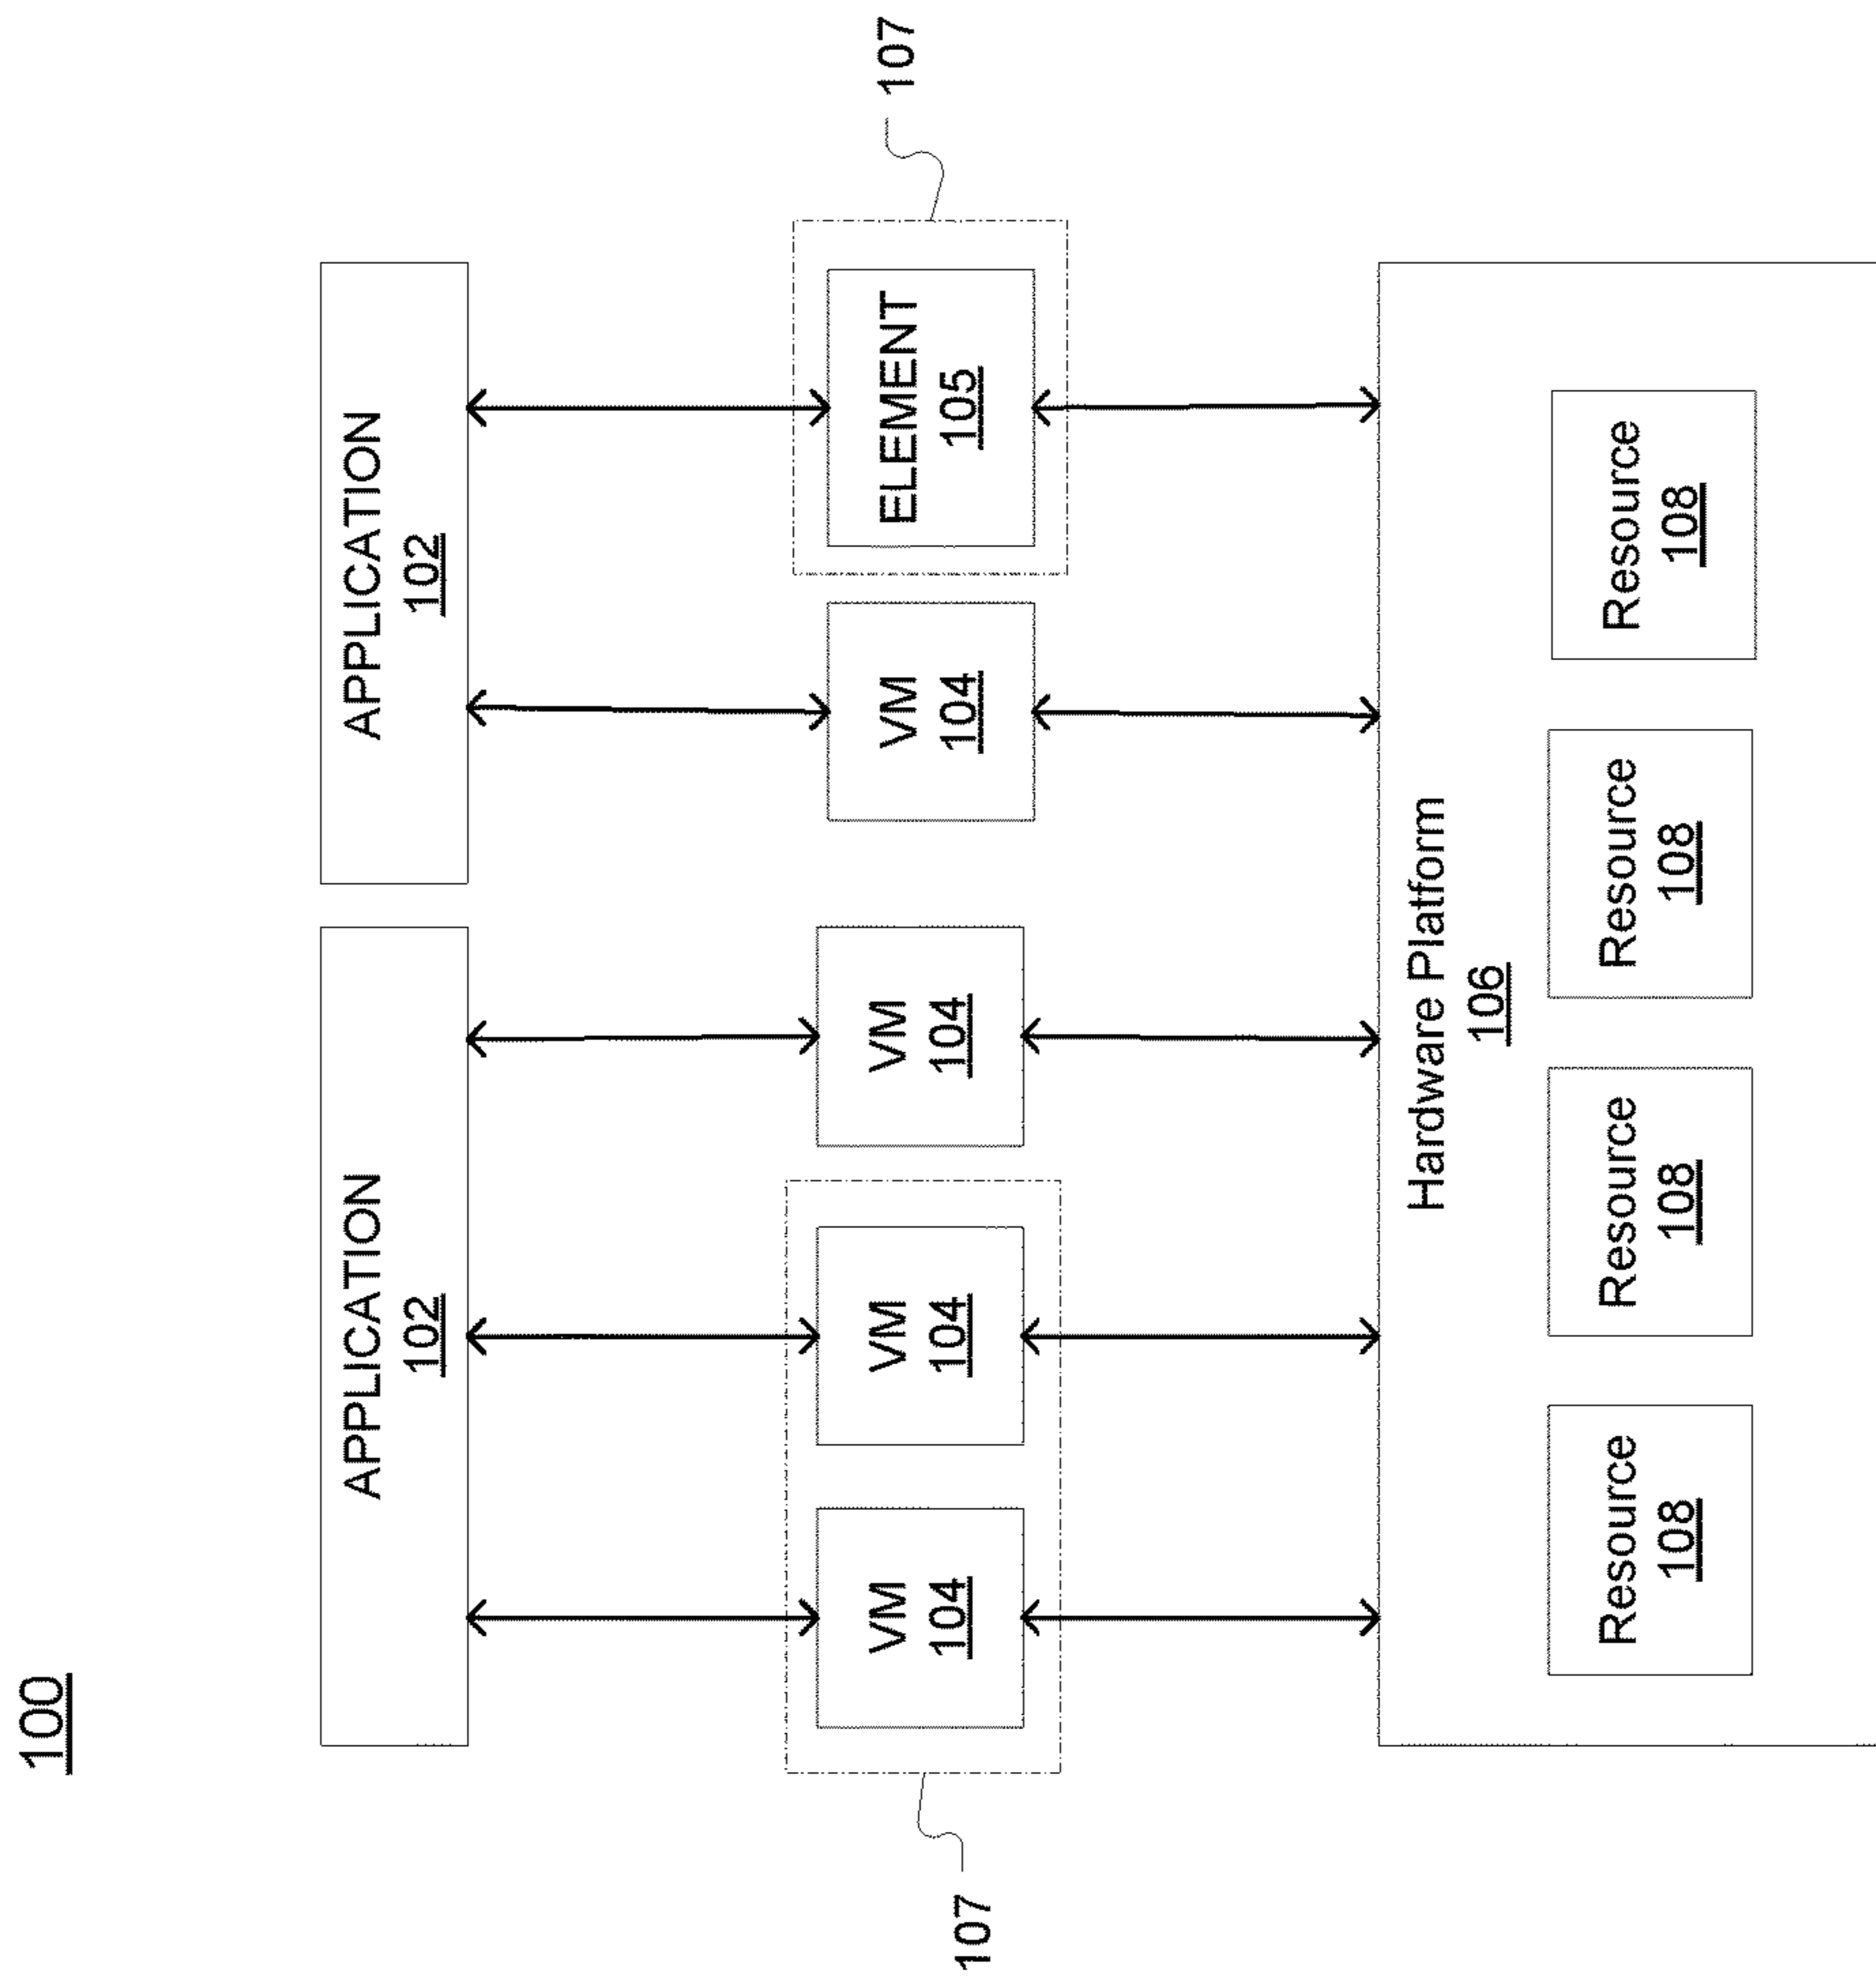 100
APPLICATION
102
APPLICATION
102
107
VM
104
VM
104
VM
104
VM
104
ELEMENT
105
107
Hardware Platform
106
Resource
108
Resource
108
Resource
108
Resource
108